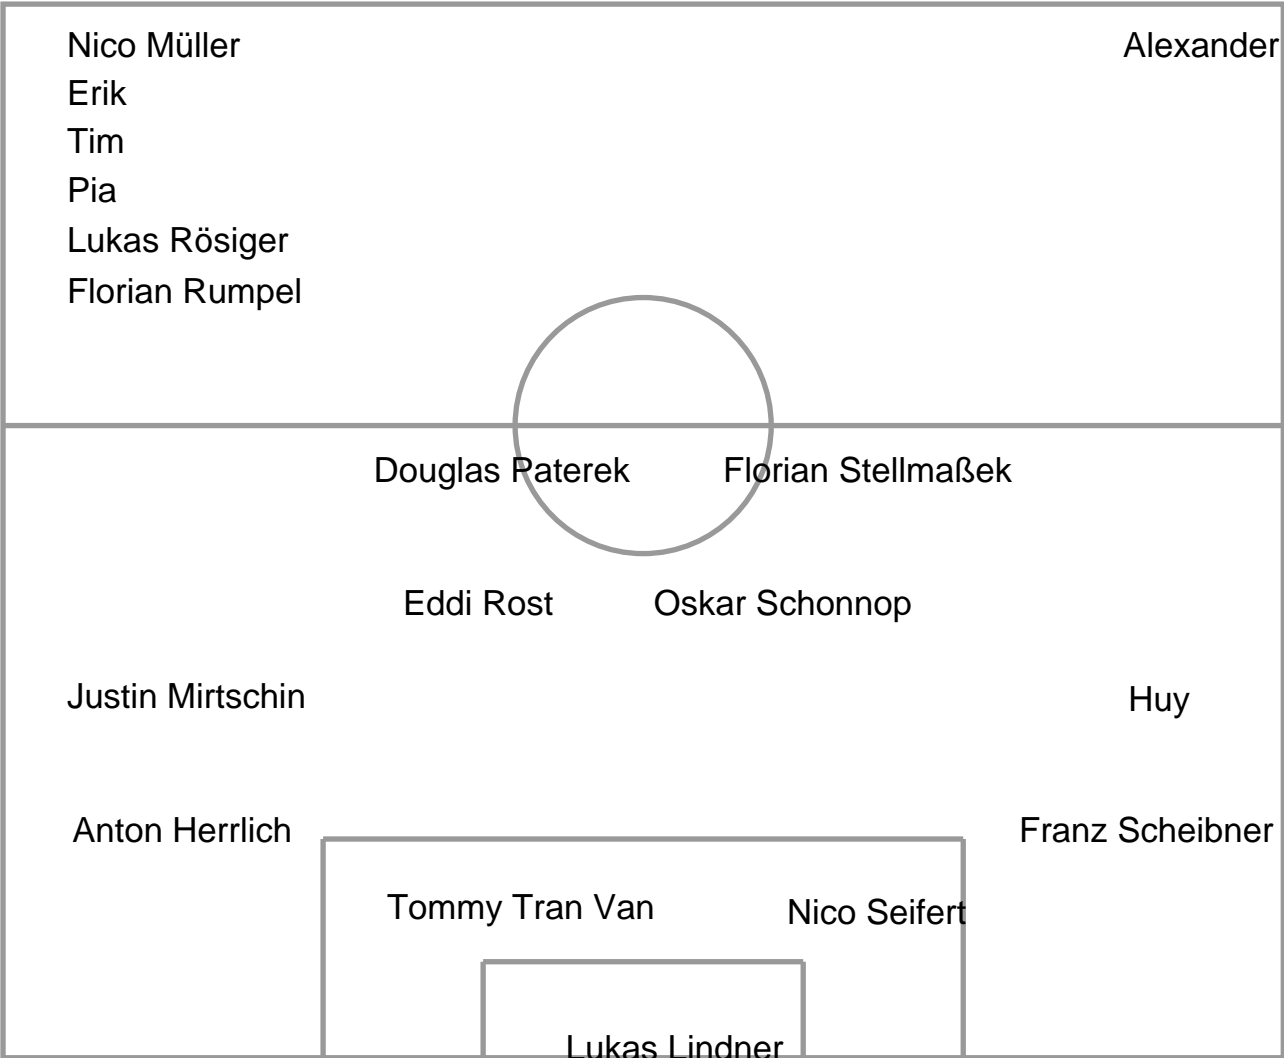 Nico Müller
Alexander
Erik
Tim
Pia
Lukas Rösiger
Florian Rumpel
Douglas Paterek
Florian Stellmaßek
Eddi Rost
Oskar Schonnop
Justin Mirtschin
Huy
Anton Herrlich
Franz Scheibner
Tommy Tran Van
Nico Seifert
Lukas Lindner